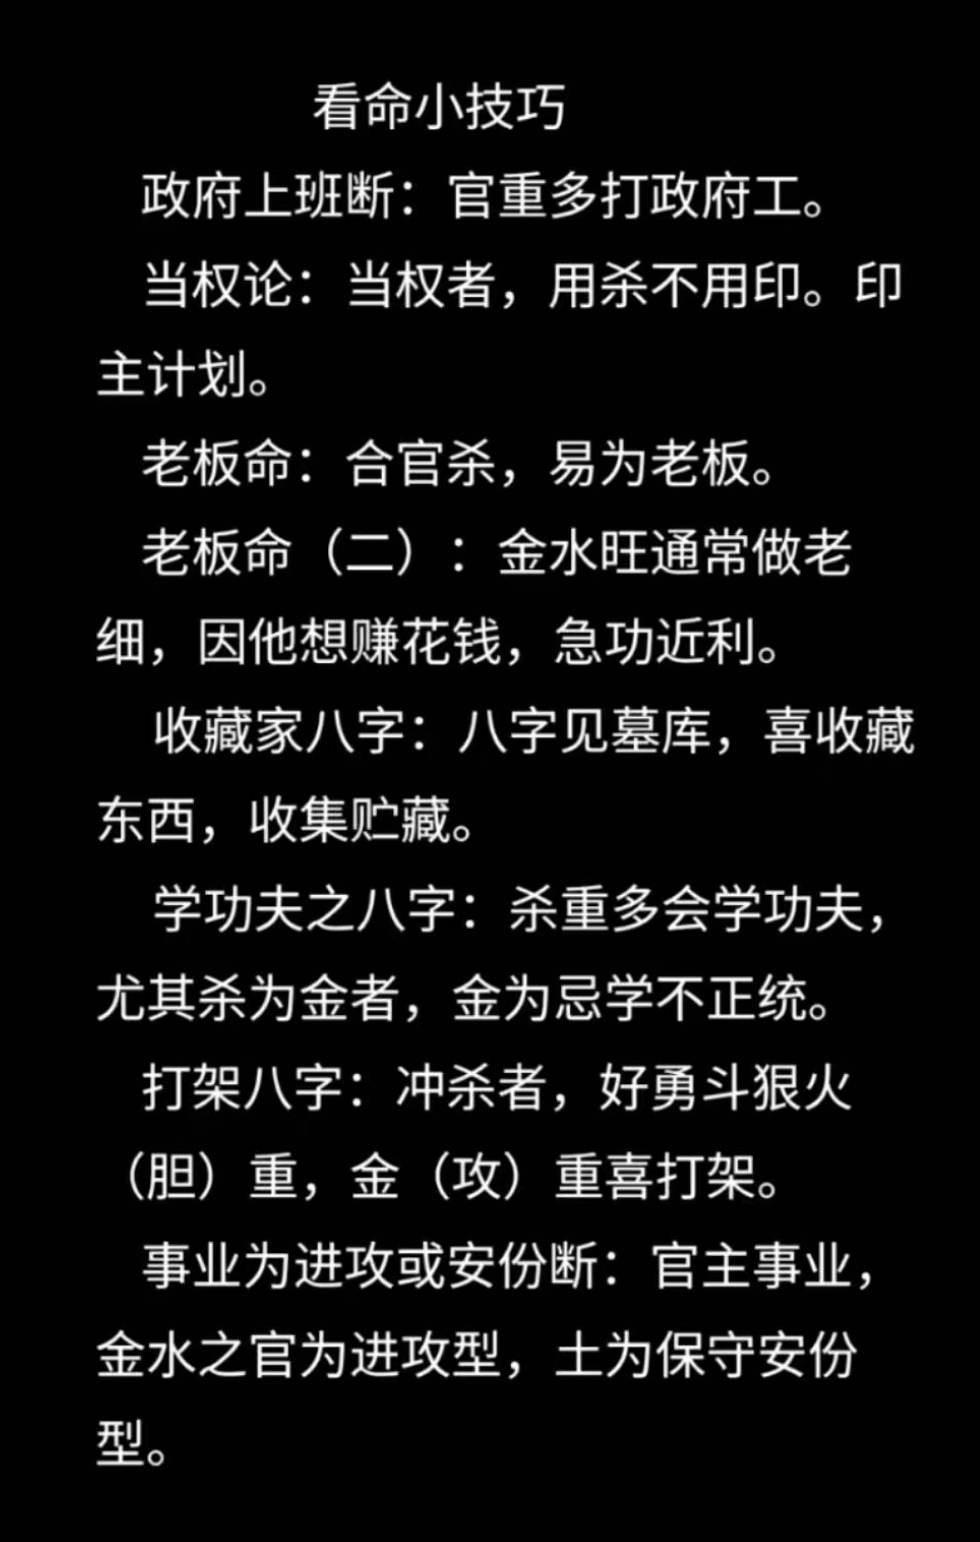 看命小技巧
政府上班断：官重多打政府工。
当权论：当权者，用杀不用印。印
主计划。
老板命：合官杀，易为老板。
老板命（二）：金水旺通常做老
细，因他想赚花钱，急功近利。
收藏家八字：八字见墓库，喜收藏
东西，收集贮藏。
学功夫之八字：杀重多会学功夫，
尤其杀为金者，金为忌学不正统。
打架八字：冲杀者，好勇斗狠火
（胆）重，金（攻）重喜打架。
事业为进攻或安份断：官主事业，
金水之官为进攻型，土为保守安份
型。